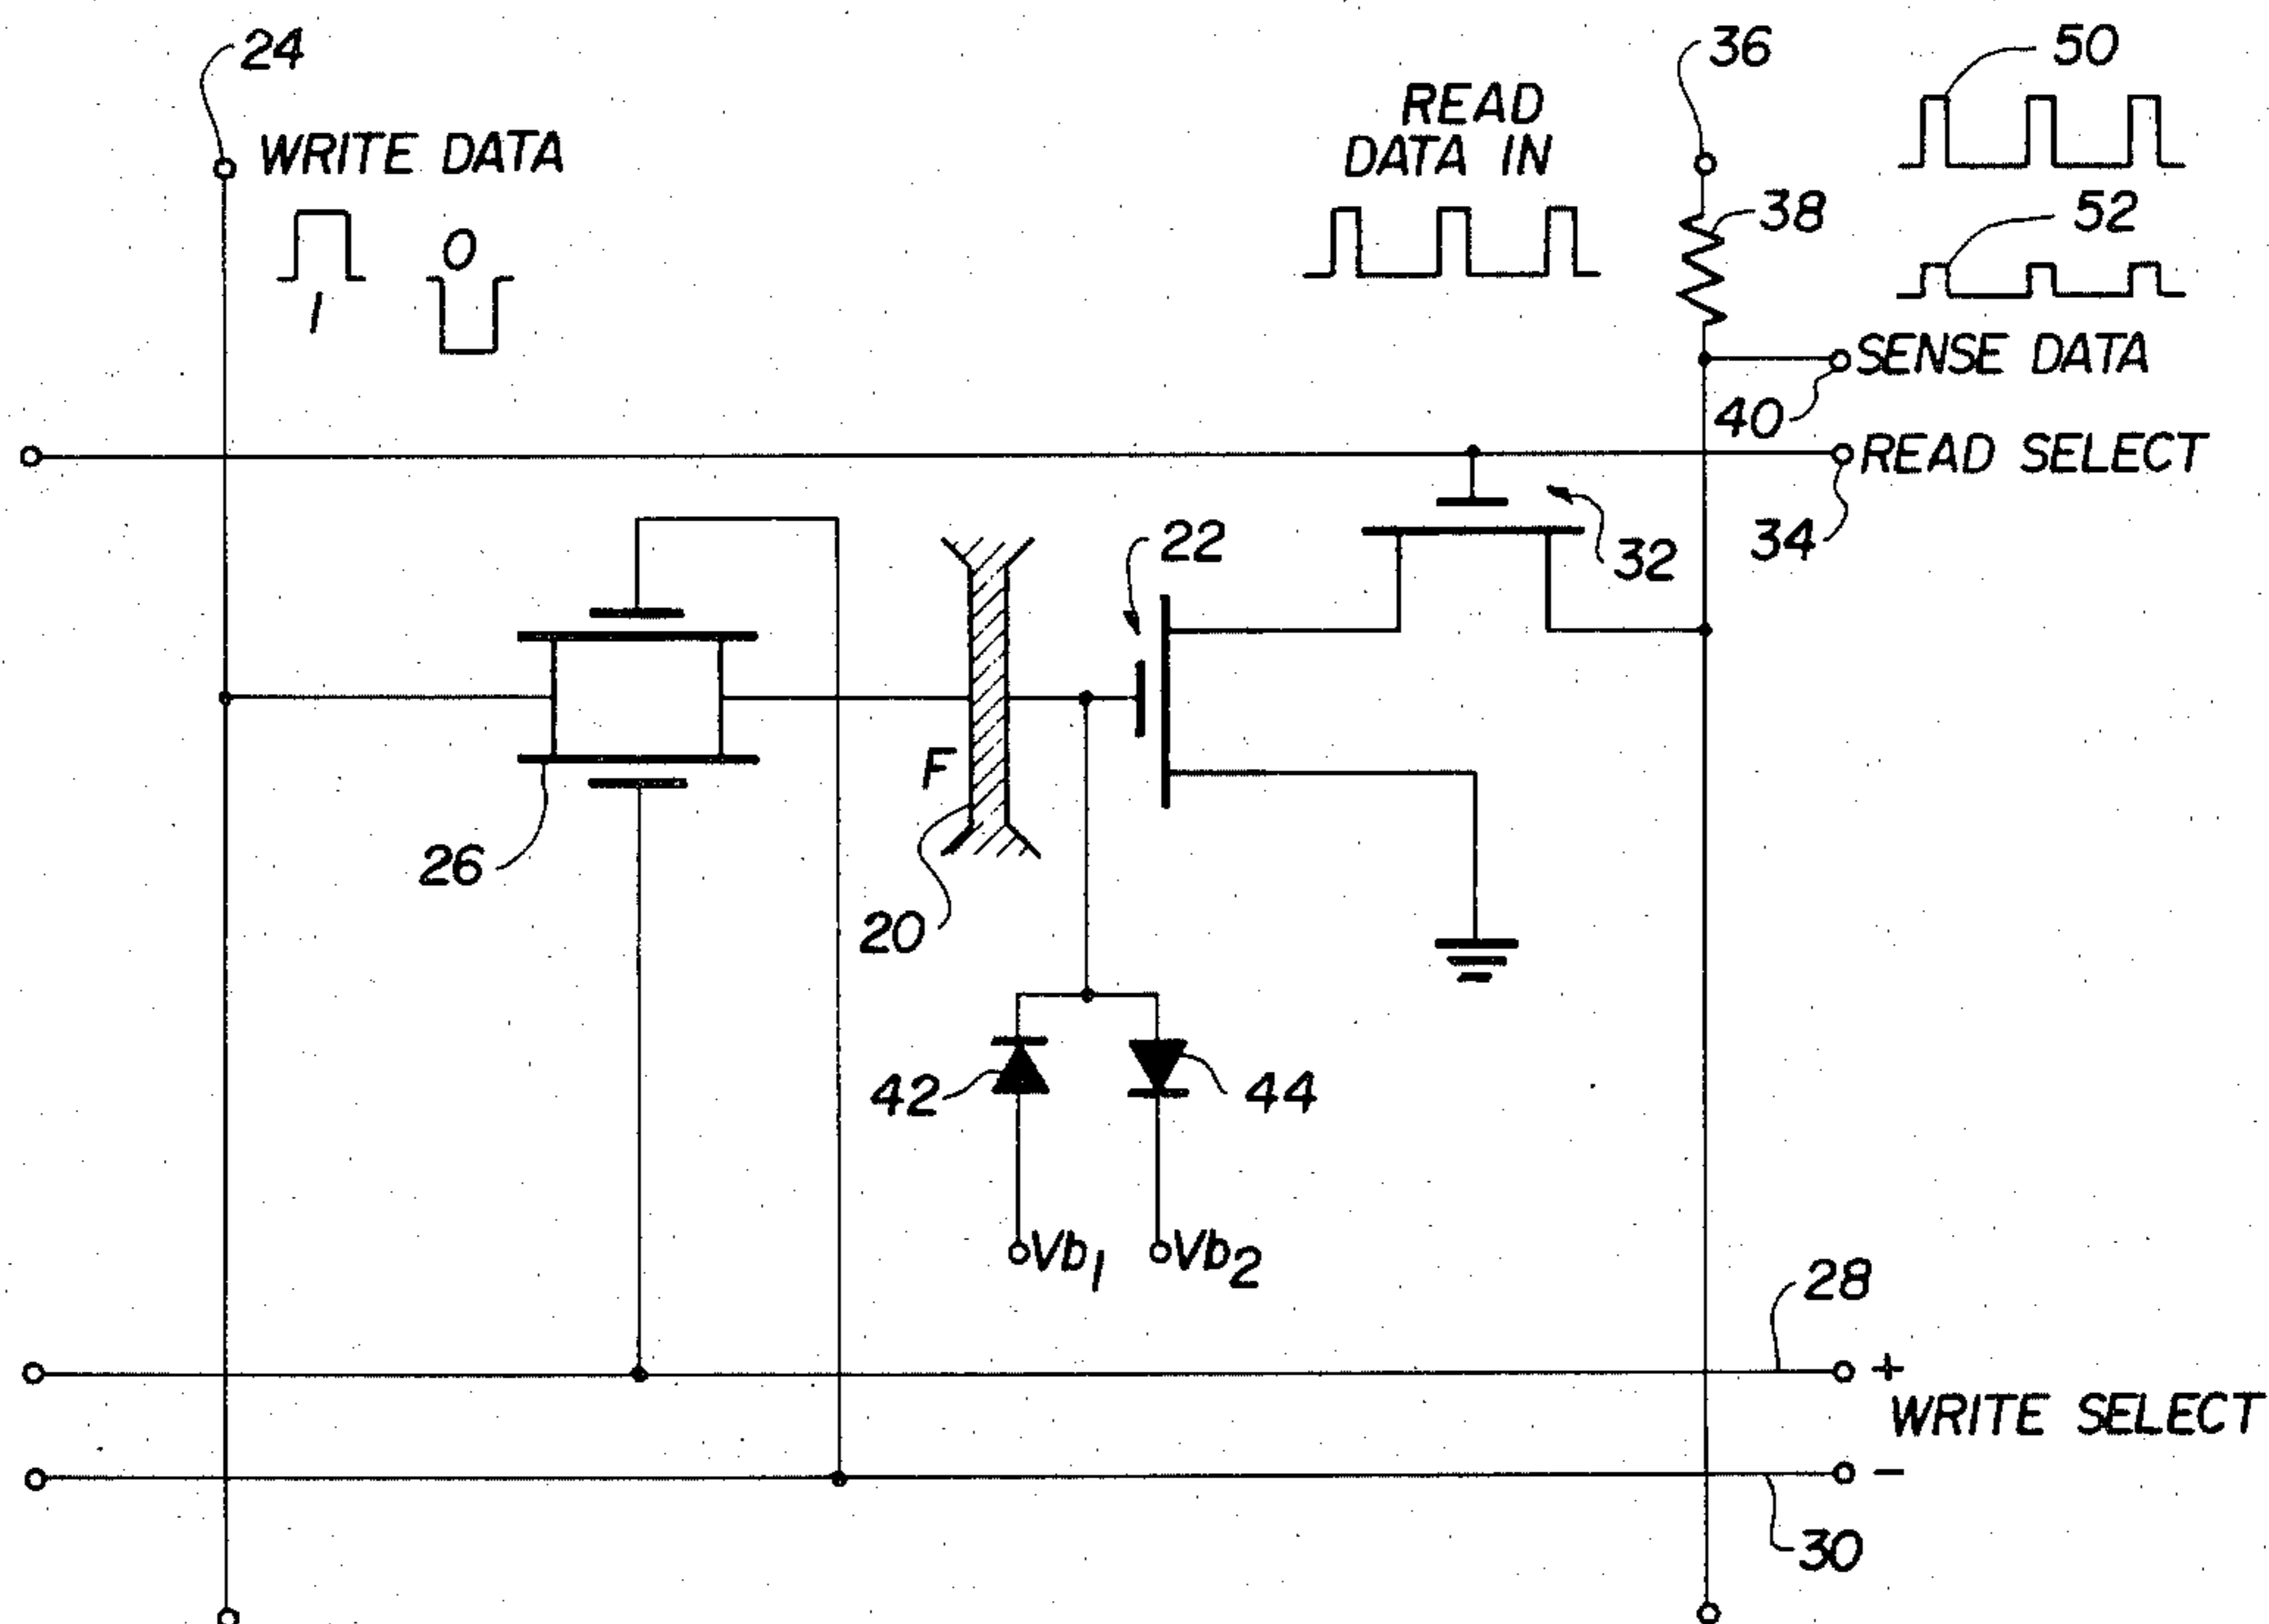 24
36
50
READ
DATA IN
WRITE DATA
38
52
0
1
SENSE DATA
40
READ SELECT
34
22
32
F
26
20
42
44
Vb1
Vb2
28
+
WRITE SELECT
-
30